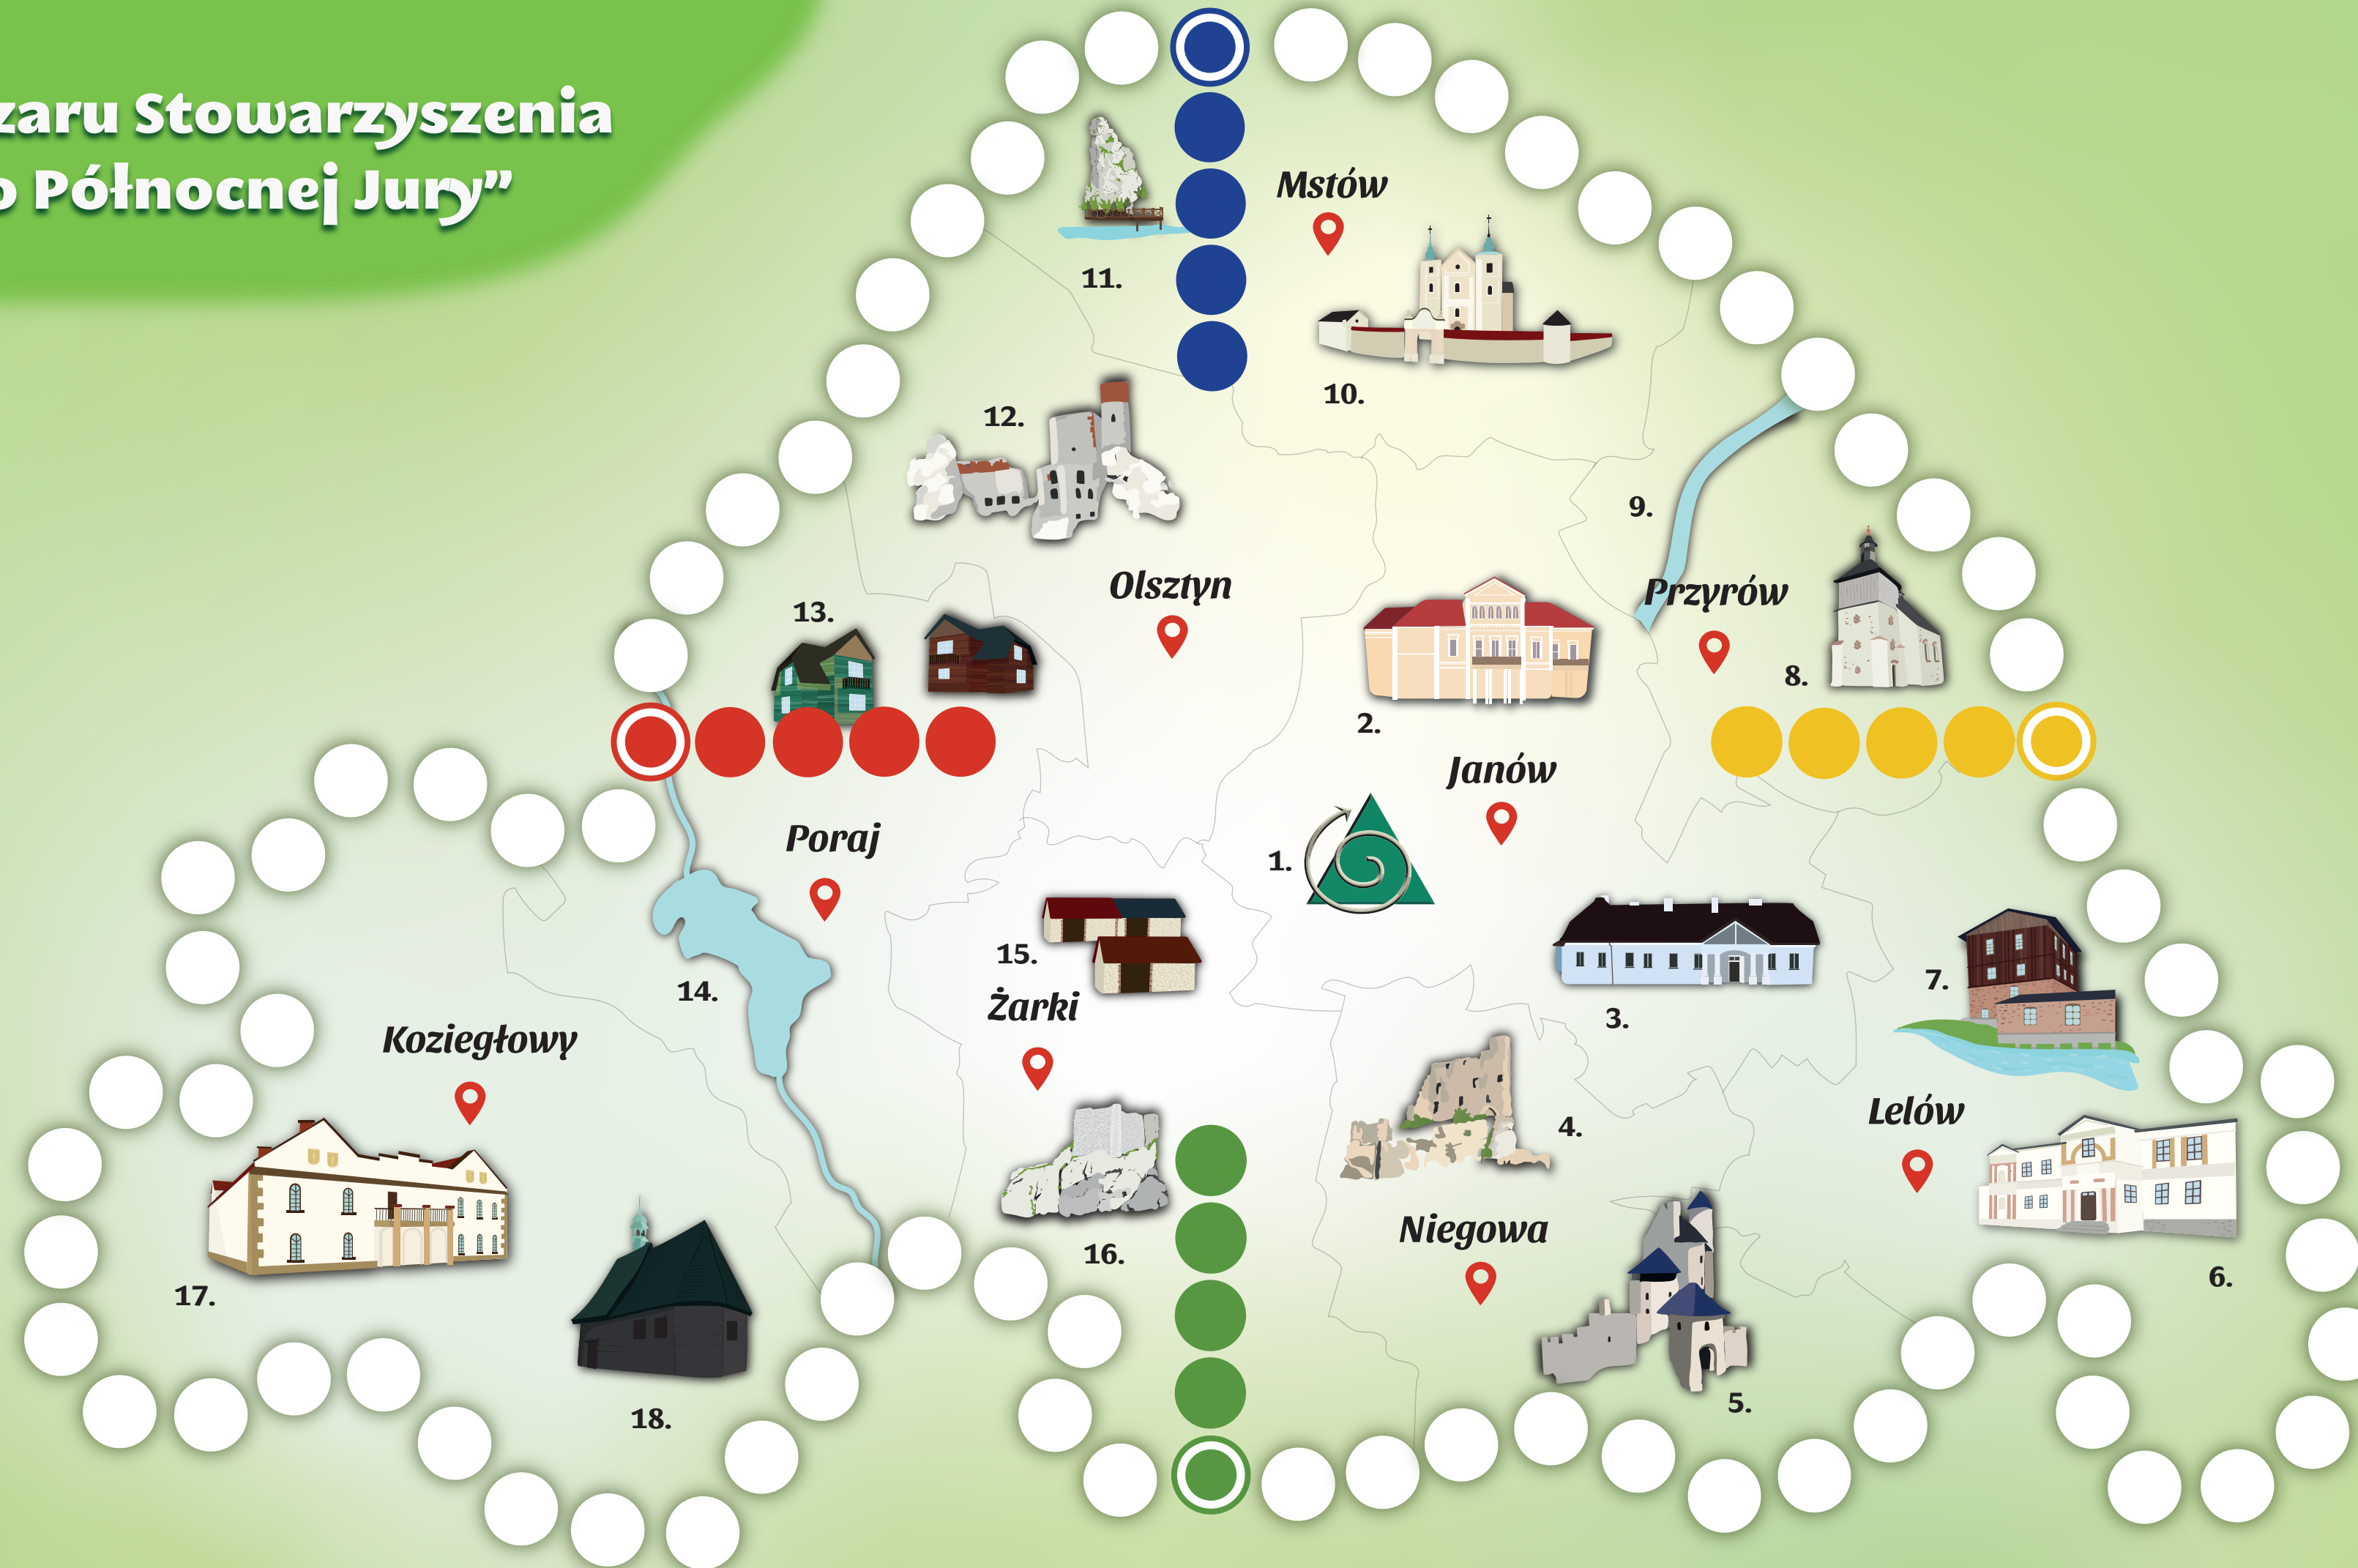 zaru Stowarzyszenia
o Północnej Jury”
Mstów
11.
10.
12.
9.
Olsztyn
Przyrów
13.
8.
2.
Janów
Poraj
1.
15.
7.
14.
Żarki
3.
Koziegłowy
Lelów
4.
Niegowa
16.
6.
17.
5.
18.